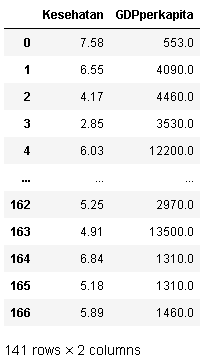 Kesehatan GDPperkapita
0 7.58 553.0
1 6.55 4090.0
2 4.17 4460.0
3 2.85 3530.0
4 6.03 12200.0
... ... ...
162 5.25 2970.0
163 4.91 13500.0
164 6.84 1310.0
165 5.18 1310.0
166 5.89 1460.0
141 rows × 2 columns